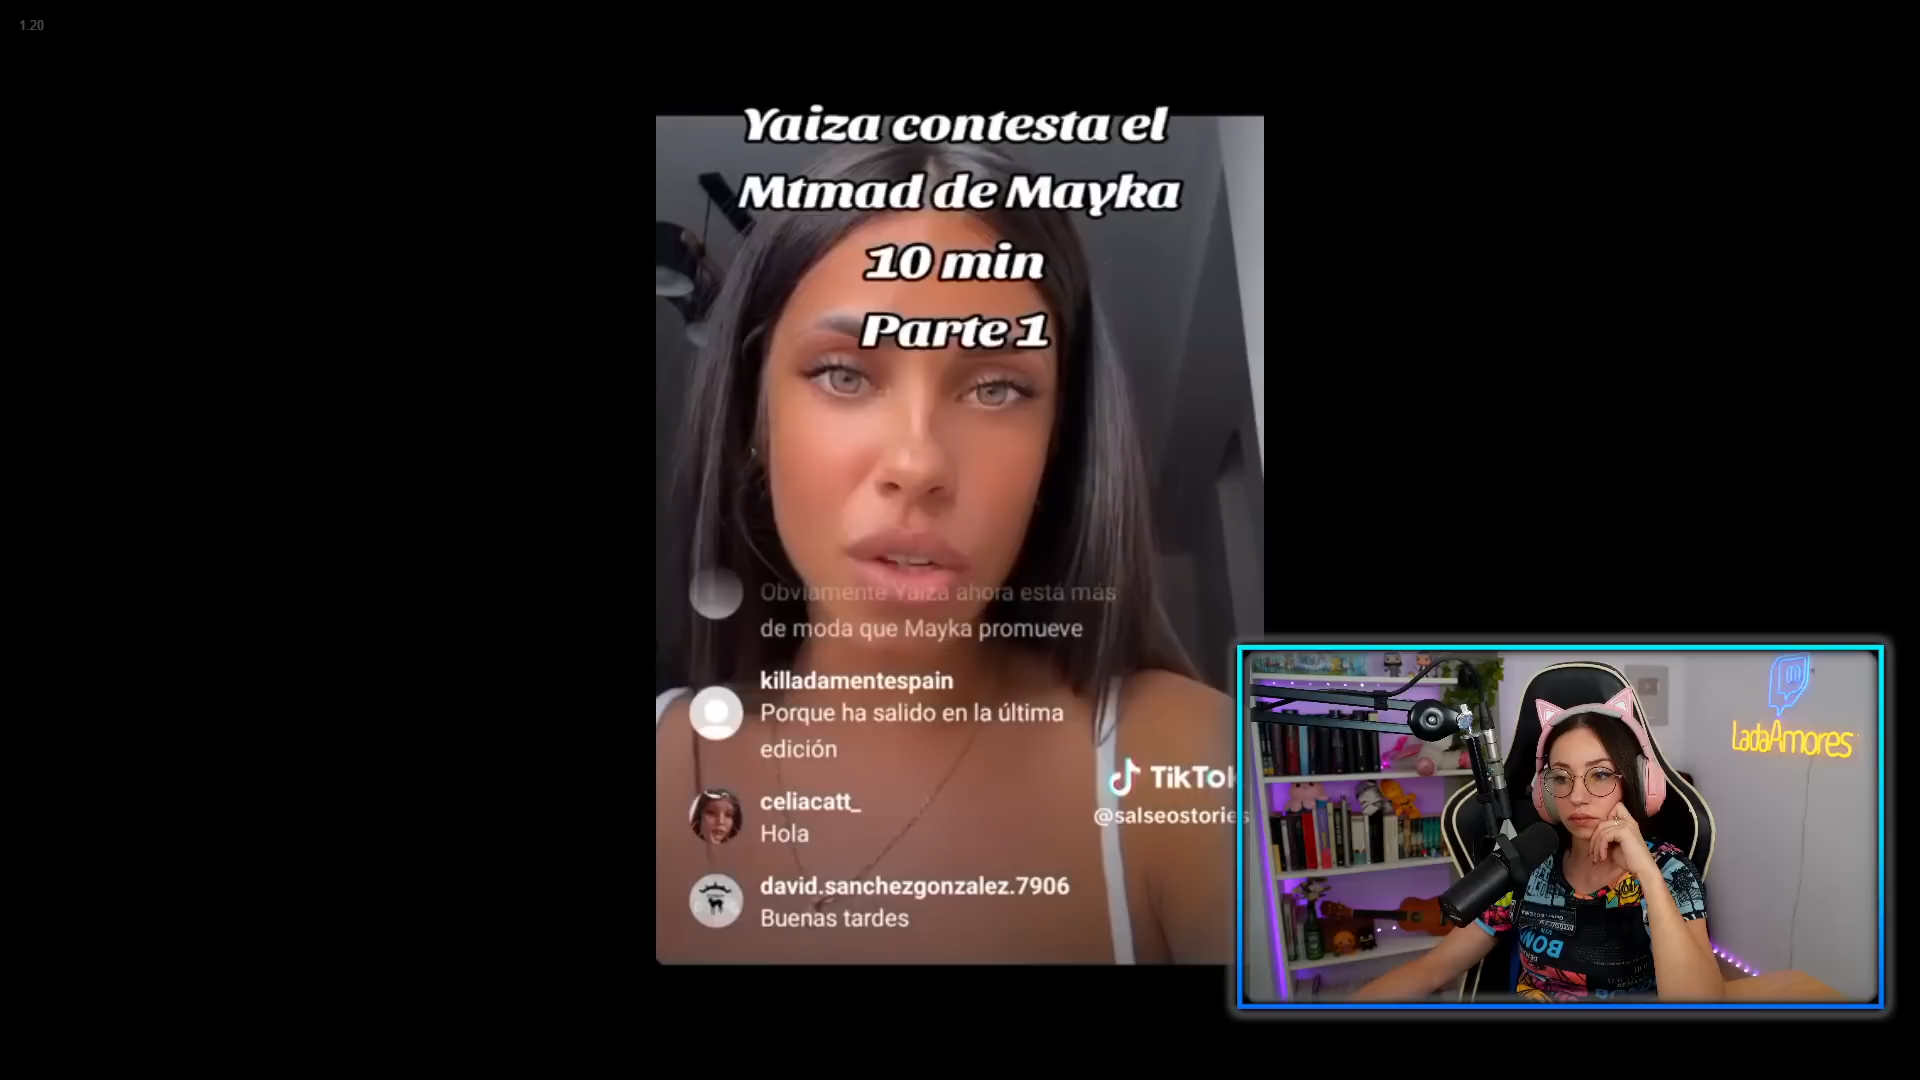 1.20
Yaiza contesta el
Mtmad de Mayka
10 min
Parte 1
Obviamente Yaiza ahora está más
de moda que Mayka promueve
killadamentespain
Porque ha salido en la última
edición
celiacatt_
Hola
david.sanchezgonzalez.7906
Buenas tardes
TikTok
@salseostories
LadaAmores
BON